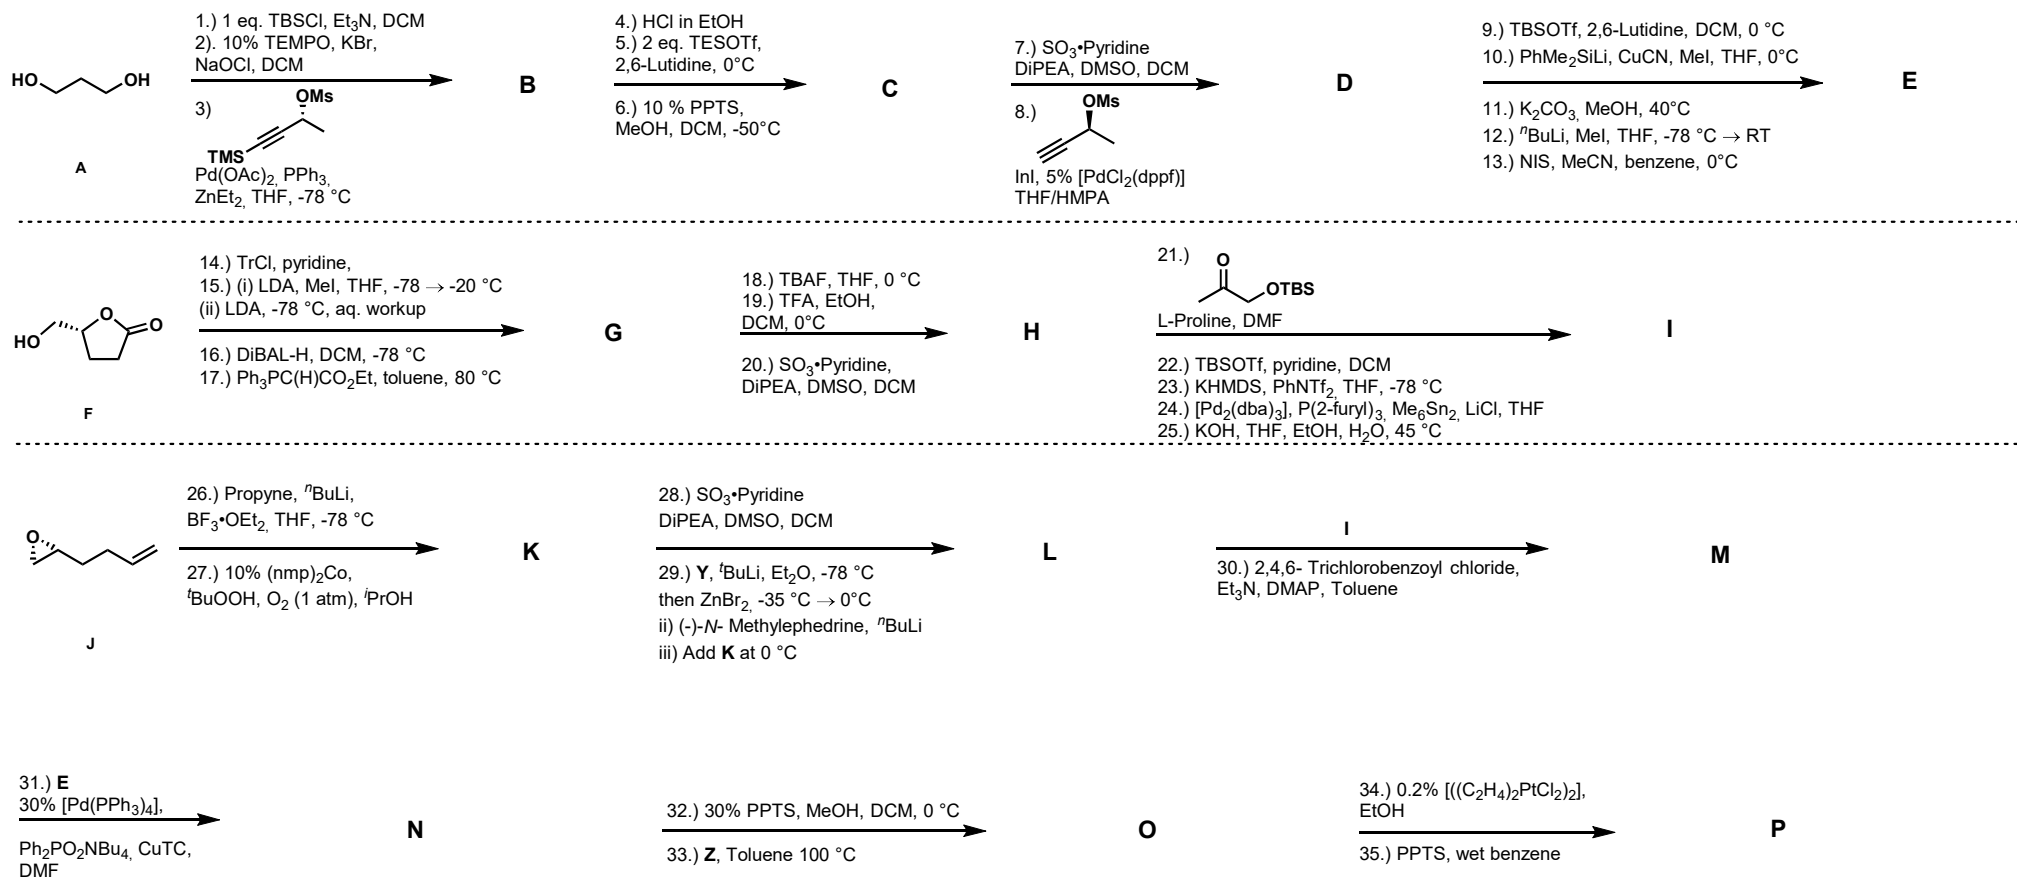 HO
OH
A
1.) 1 eq. TBSCl, Et₃N, DCM
2). 10% TEMPO, KBr,
NaOCl, DCM
3)
OMs
TMS
Pd(OAc)₂, PPh₃,
ZnEt₂, THF, -78 °C
B
4.) HCl in EtOH
5.) 2 eq. TESOTf,
2,6-Lutidine, 0°C
6.) 10 % PPTS,
MeOH, DCM, -50°C
C
7.) SO₃•Pyridine
DiPEA, DMSO, DCM
8.)
OMs
InI, 5% [PdCl₂(dppf)]
THF/HMPA
D
9.) TBSOTf, 2,6-Lutidine, DCM, 0 °C
10.) PhMe₂SiLi, CuCN, MeI, THF, 0°C
11.) K₂CO₃, MeOH, 40°C
12.) ⁿBuLi, MeI, THF, -78 °C → RT
13.) NIS, MeCN, benzene, 0°C
E
HO
O
O
F
14.) TrCl, pyridine,
15.) (i) LDA, MeI, THF, -78 → -20 °C
(ii) LDA, -78 °C, aq. workup
16.) DiBAL-H, DCM, -78 °C
17.) Ph₃PC(H)CO₂Et, toluene, 80 °C
G
18.) TBAF, THF, 0 °C
19.) TFA, EtOH,
DCM, 0°C
20.) SO₃•Pyridine,
DiPEA, DMSO, DCM
H
21.)
O
OTBS
L-Proline, DMF
22.) TBSOTf, pyridine, DCM
23.) KHMDS, PhNTf₂, THF, -78 °C
24.) [Pd₂(dba)₃], P(2-furyl)₃, Me₆Sn₂, LiCl, THF
25.) KOH, THF, EtOH, H₂O, 45 °C
I
O
J
26.) Propyne, ⁿBuLi,
BF₃•OEt₂, THF, -78 °C
27.) 10% (nmp)₂Co,
ᵗBuOOH, O₂ (1 atm), ⁱPrOH
K
28.) SO₃•Pyridine
DiPEA, DMSO, DCM
29.) Y, ᵗBuLi, Et₂O, -78 °C
then ZnBr₂, -35 °C → 0°C
ii) (-)-N- Methylephedrine, ⁿBuLi
iii) Add K at 0 °C
L
I
30.) 2,4,6- Trichlorobenzoyl chloride,
Et₃N, DMAP, Toluene
M
31.) E
30% [Pd(PPh₃)₄],
Ph₂PO₂NBu₄, CuTC,
DMF
N
32.) 30% PPTS, MeOH, DCM, 0 °C
33.) Z, Toluene 100 °C
O
34.) 0.2% [((C₂H₄)₂PtCl₂)₂],
EtOH
35.) PPTS, wet benzene
P